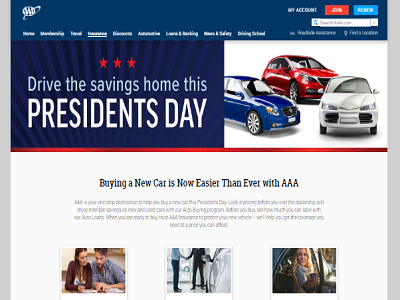 AAA
MY ACCOUNT
JOIN
RENEW
Search AAA.com
Home Membership Travel Insurance Discounts Automotive Loans & Banking News & Safety Driving School
Roadside Assistance Find a Location
Drive the savings home this
PRESIDENTS DAY
Buying a New Car is Now Easier Than Ever with AAA
AAA is your one stop destination to help you buy a new car this Presidents Day. Lock in pricing before you visit the dealership and
enjoy member savings on new and used cars with our Auto Buying program. Before you buy, see how much you can save with
our Auto Loans. When you are ready to buy, trust AAA Insurance to protect your new vehicle – we'll help you get the coverage you
need at a price you can afford.